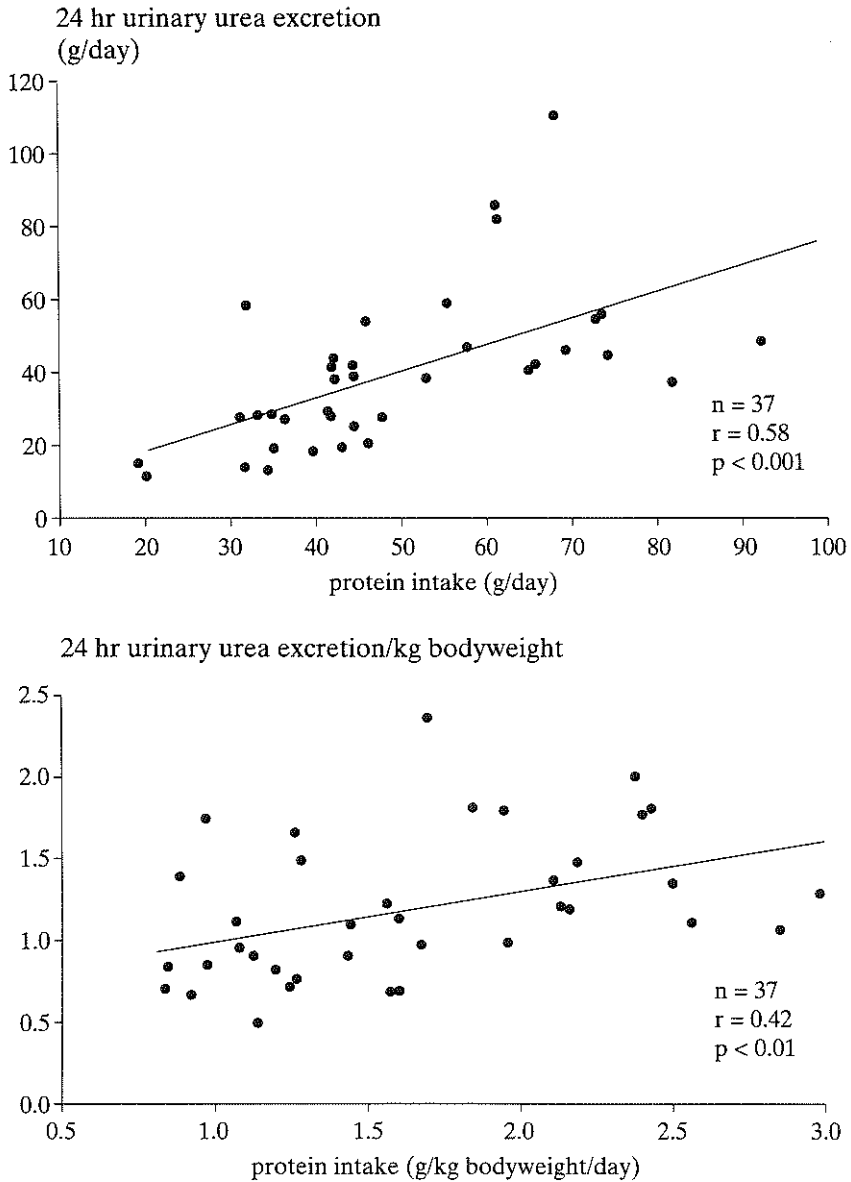 24 hr urinary urea excretion
(g/day)
120
100
80
60
40
20
0
10 20 30 40 50 60 70 80 90 100
protein intake (g/day)
n = 37
r = 0.58
p < 0.001
24 hr urinary urea excretion/kg bodyweight
2.5
2.0
1.5
1.0
0.5
0.0
0.5 1.0 1.5 2.0 2.5 3.0
protein intake (g/kg bodyweight/day)
n = 37
r = 0.42
p < 0.01